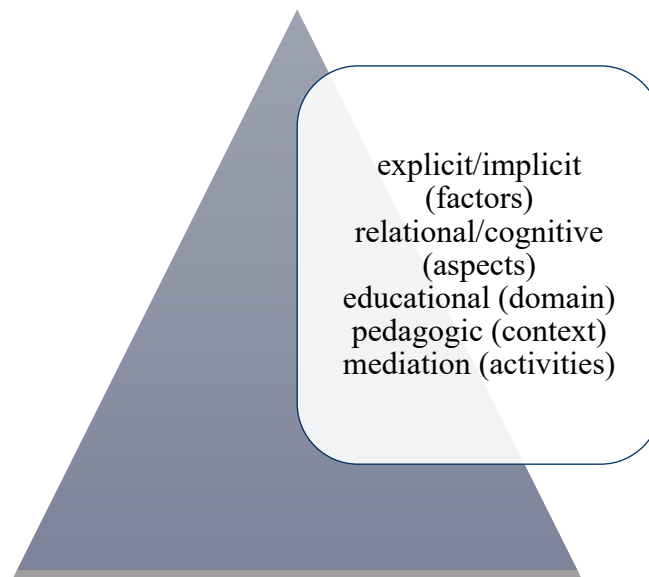 explicit/implicit
(factors)
relational/cognitive
(aspects)
educational (domain)
pedagogic (context)
mediation (activities)